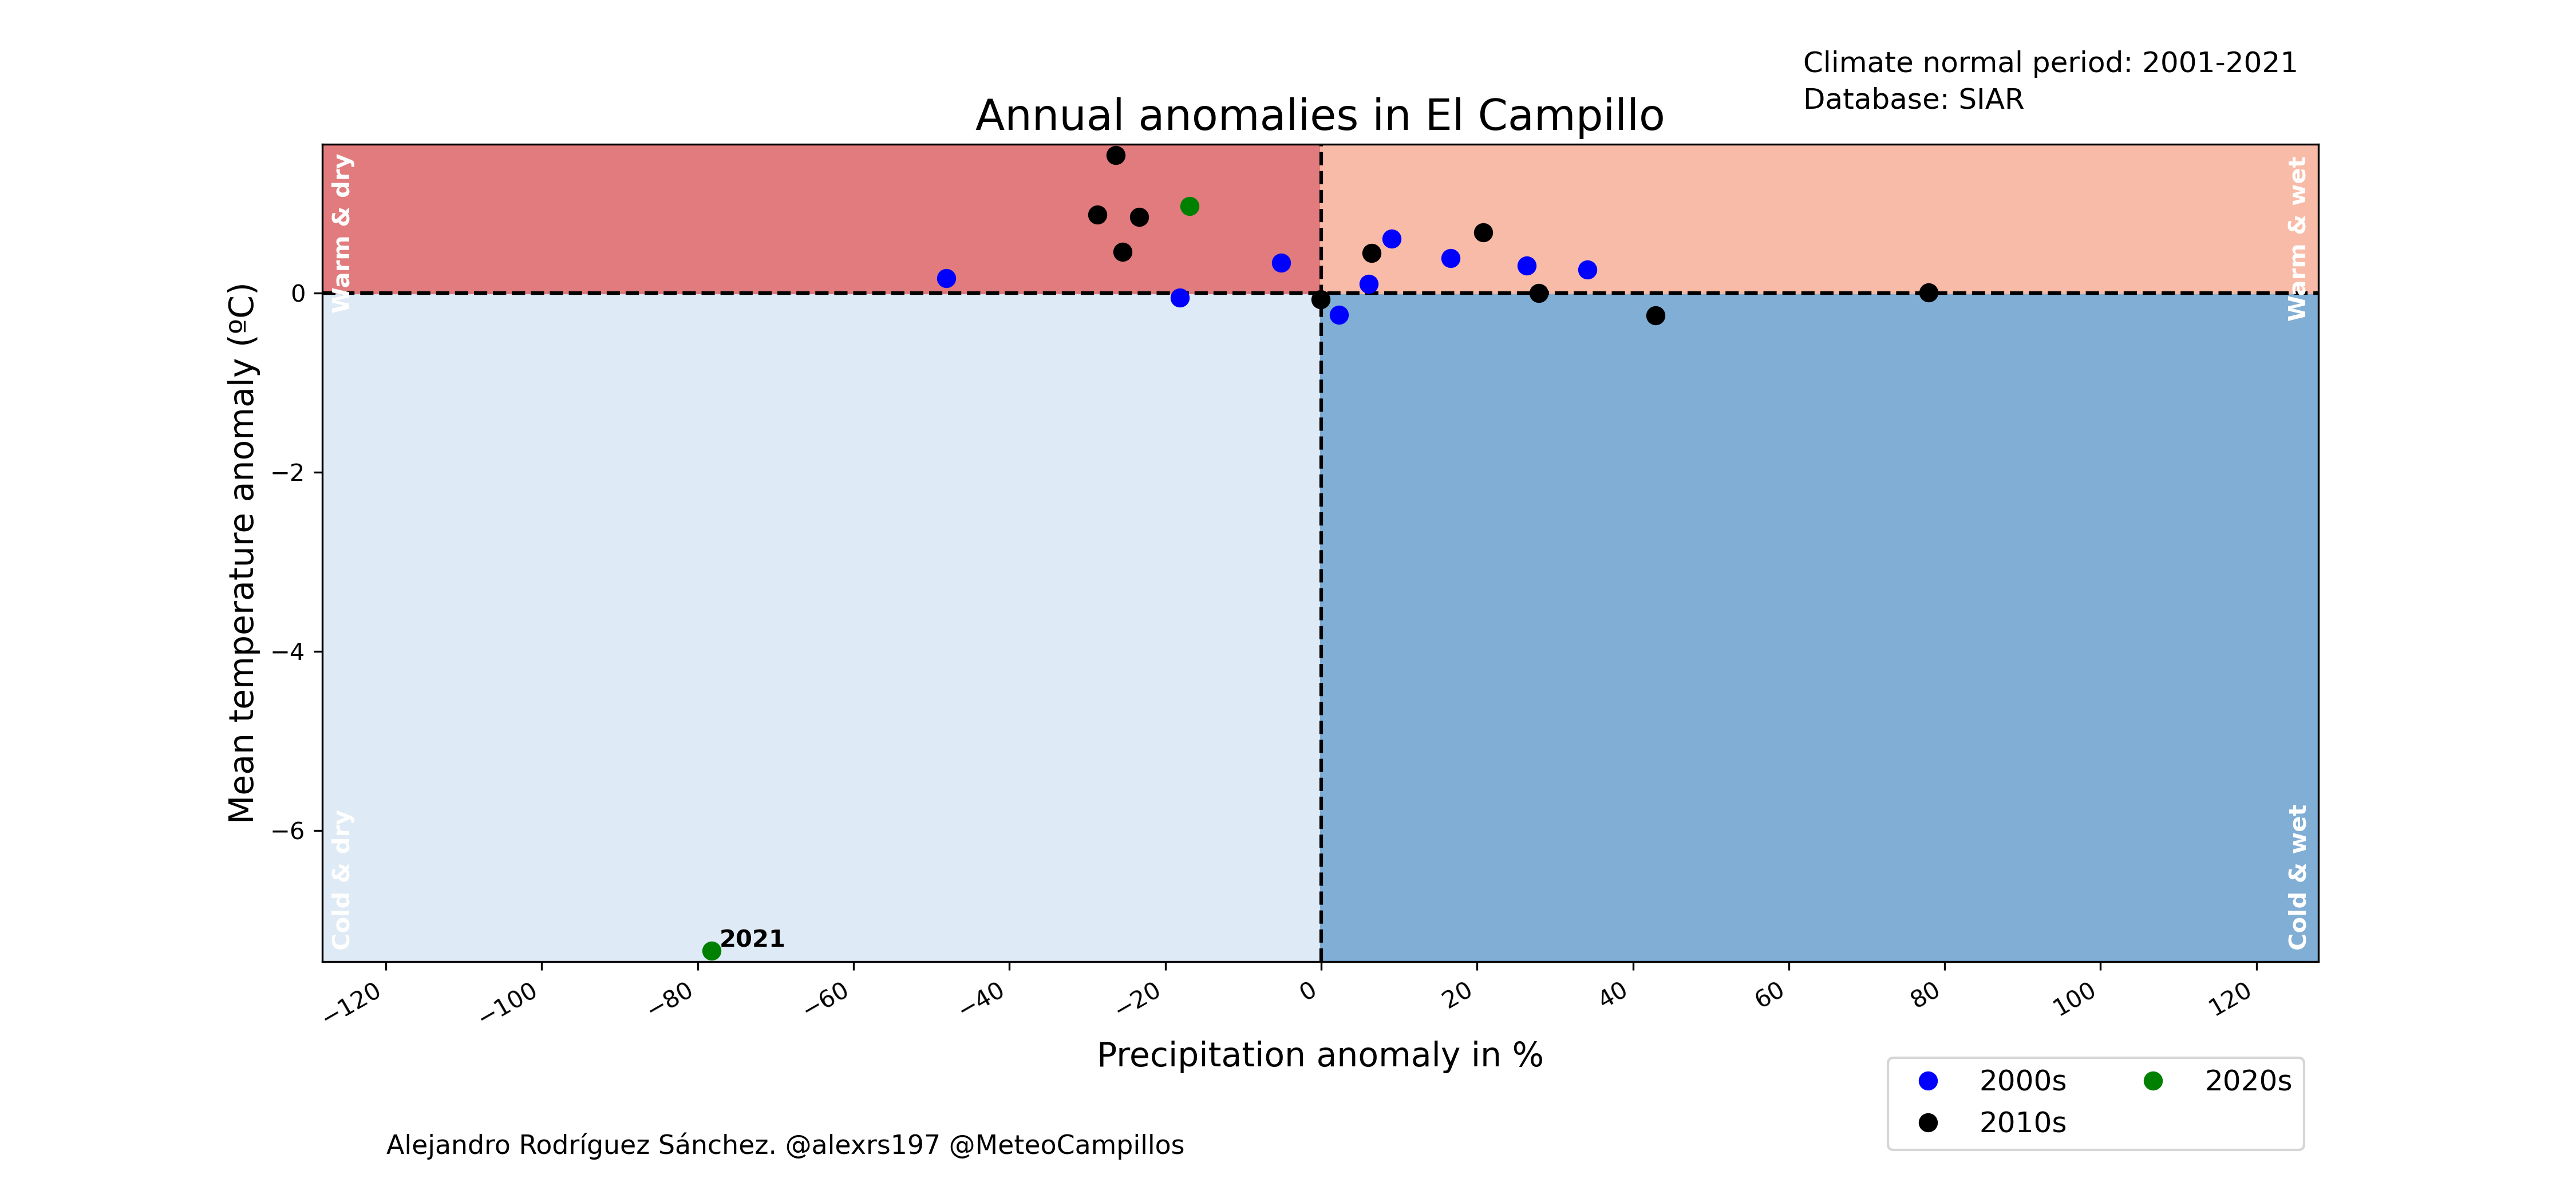 Climate normal period: 2001-2021
Database: SIAR
Annual anomalies in El Campillo
Warm & dry
Warm & wet
Mean temperature anomaly (ºC)
0
−2
−4
−6
Cold & dry
Cold & wet
2021
−120
−100
−80
−60
−40
−20
0
20
40
60
80
100
120
Precipitation anomaly in %
2000s
2010s
2020s
Alejandro Rodríguez Sánchez. @alexrs197 @MeteoCampillos